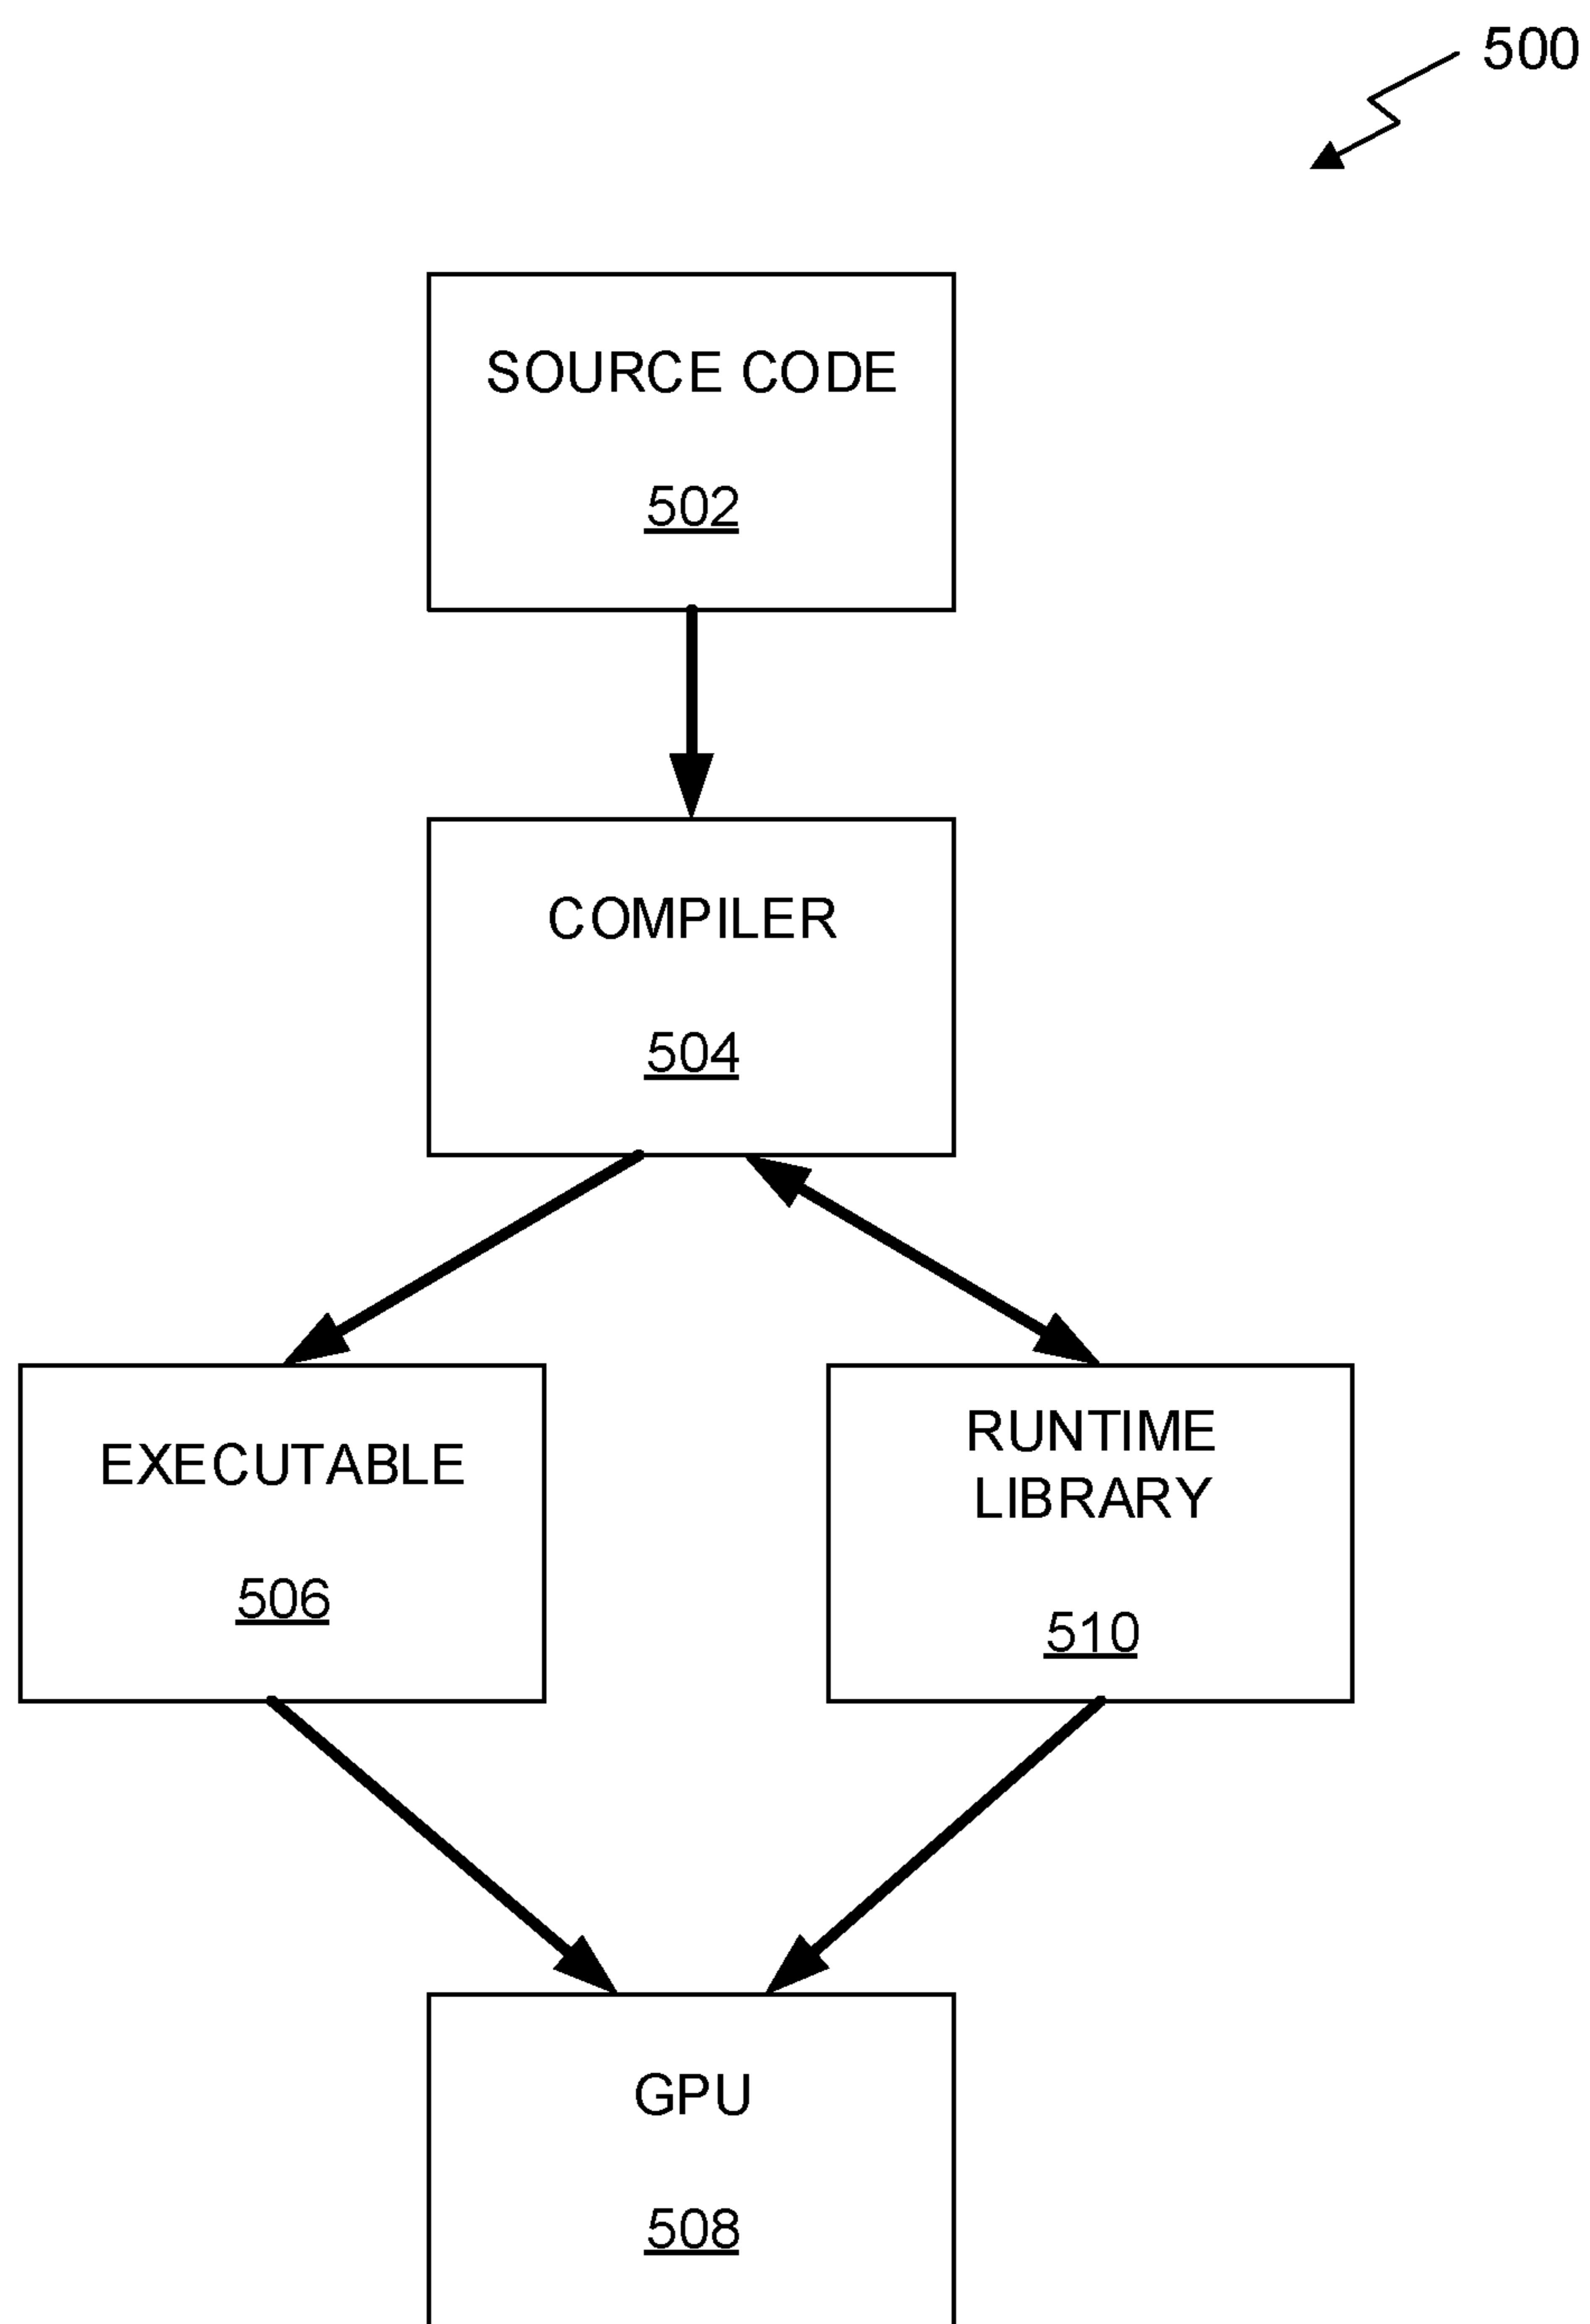 500
SOURCE CODE
502
COMPILER
504
EXECUTABLE
506
RUNTIME
LIBRARY
510
GPU
508